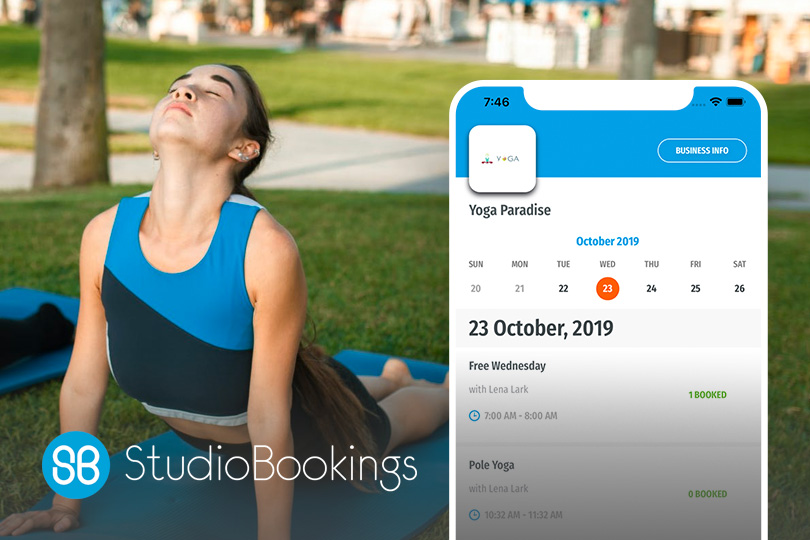 7:46
YOGA
BUSINESS INFO
Yoga Paradise
October 2019
SUN MON TUE WED THU FRI SAT
20 21 22 23 24 25 26
23 October, 2019
Free Wednesday
with Lena Lark
1 BOOKED
7:00 AM - 8:00 AM
Pole Yoga
with Lena Lark
0 BOOKED
10:32 AM - 11:32 AM
SB StudioBookings